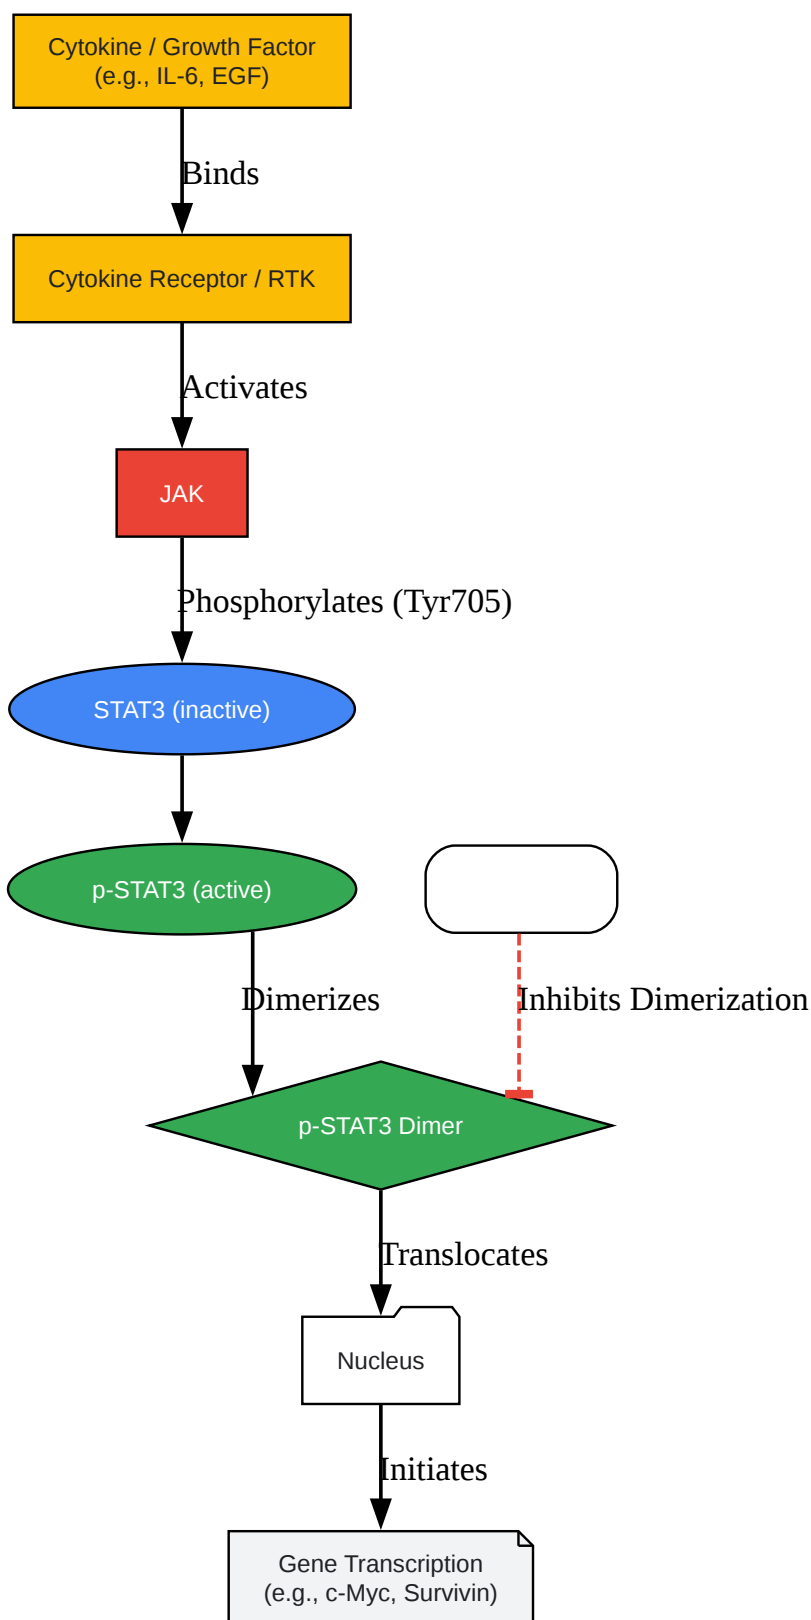 Cytokine / Growth Factor
(e.g., IL-6, EGF)
Binds
Cytokine Receptor / RTK
Activates
JAK
Phosphorylates (Tyr705)
STAT3 (inactive)
p-STAT3 (active)
Dimerizes
Inhibits Dimerization
p-STAT3 Dimer
Translocates
Nucleus
Initiates
Gene Transcription
(e.g., c-Myc, Survivin)